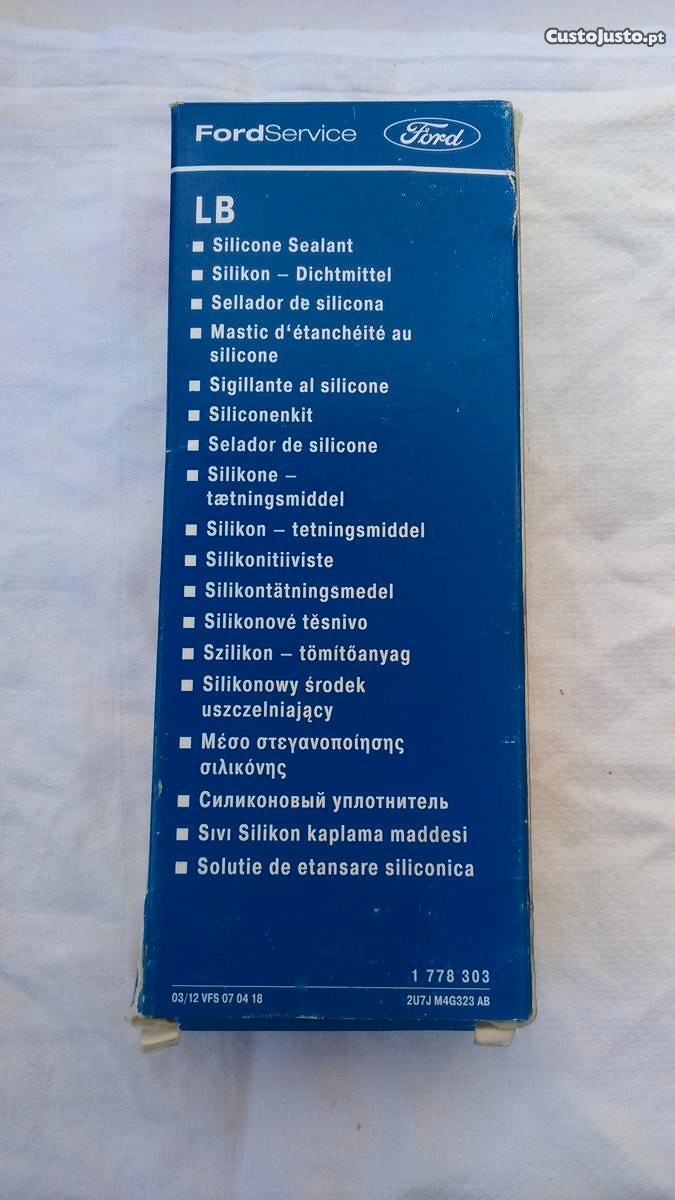 CustoJusto.pt
FordService Ford
LB
■ Silicone Sealant
■ Silikon – Dichtmittel
■ Sellador de silicona
■ Mastic d'étanchéité au
silicone
■ Sigillante al silicone
■ Siliconenkit
■ Selador de silicone
■ Silikone –
tætningsmiddel
■ Silikon – tetningsmiddel
■ Silikonitiiviste
■ Silikontätningsmedel
■ Silikonové těsnivo
■ Szilikon – tömítőanyag
■ Silikonowy środek
uszczelniający
■ Μέσο στεγανοποίησης
σιλικόνης
■ Силиконовый уплотнитель
■ Sıvı Silikon kaplama maddesi
■ Solutie de etansare siliconica
1 778 303
03/12 VFS 07 04 18 2U7J M4G323 AB